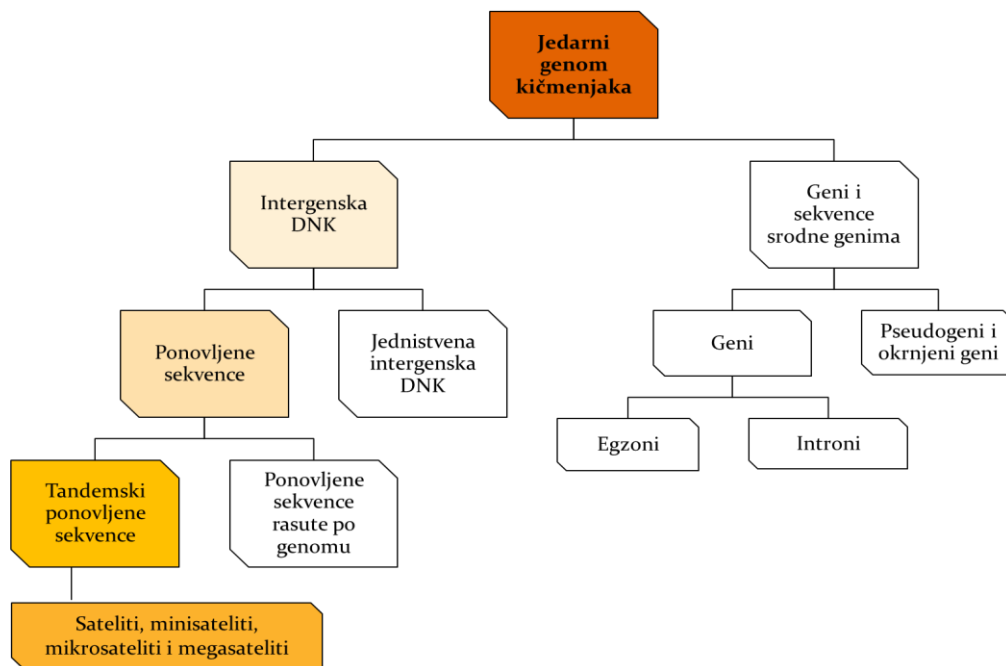 Jedarni
genom
kičmenjaka
Intergenska
DNK
Geni i
sekvence
srodne genima
Ponovljene
sekvence
Jednistvena
intergenska
DNK
Geni
Pseudogeni i
okrnjeni geni
Egzoni
Introni
Tandemski
ponovljene
sekvence
Ponovljene
sekvence
rasute po
genomu
Sateliti, minisateliti,
mikrosateliti i megasateliti